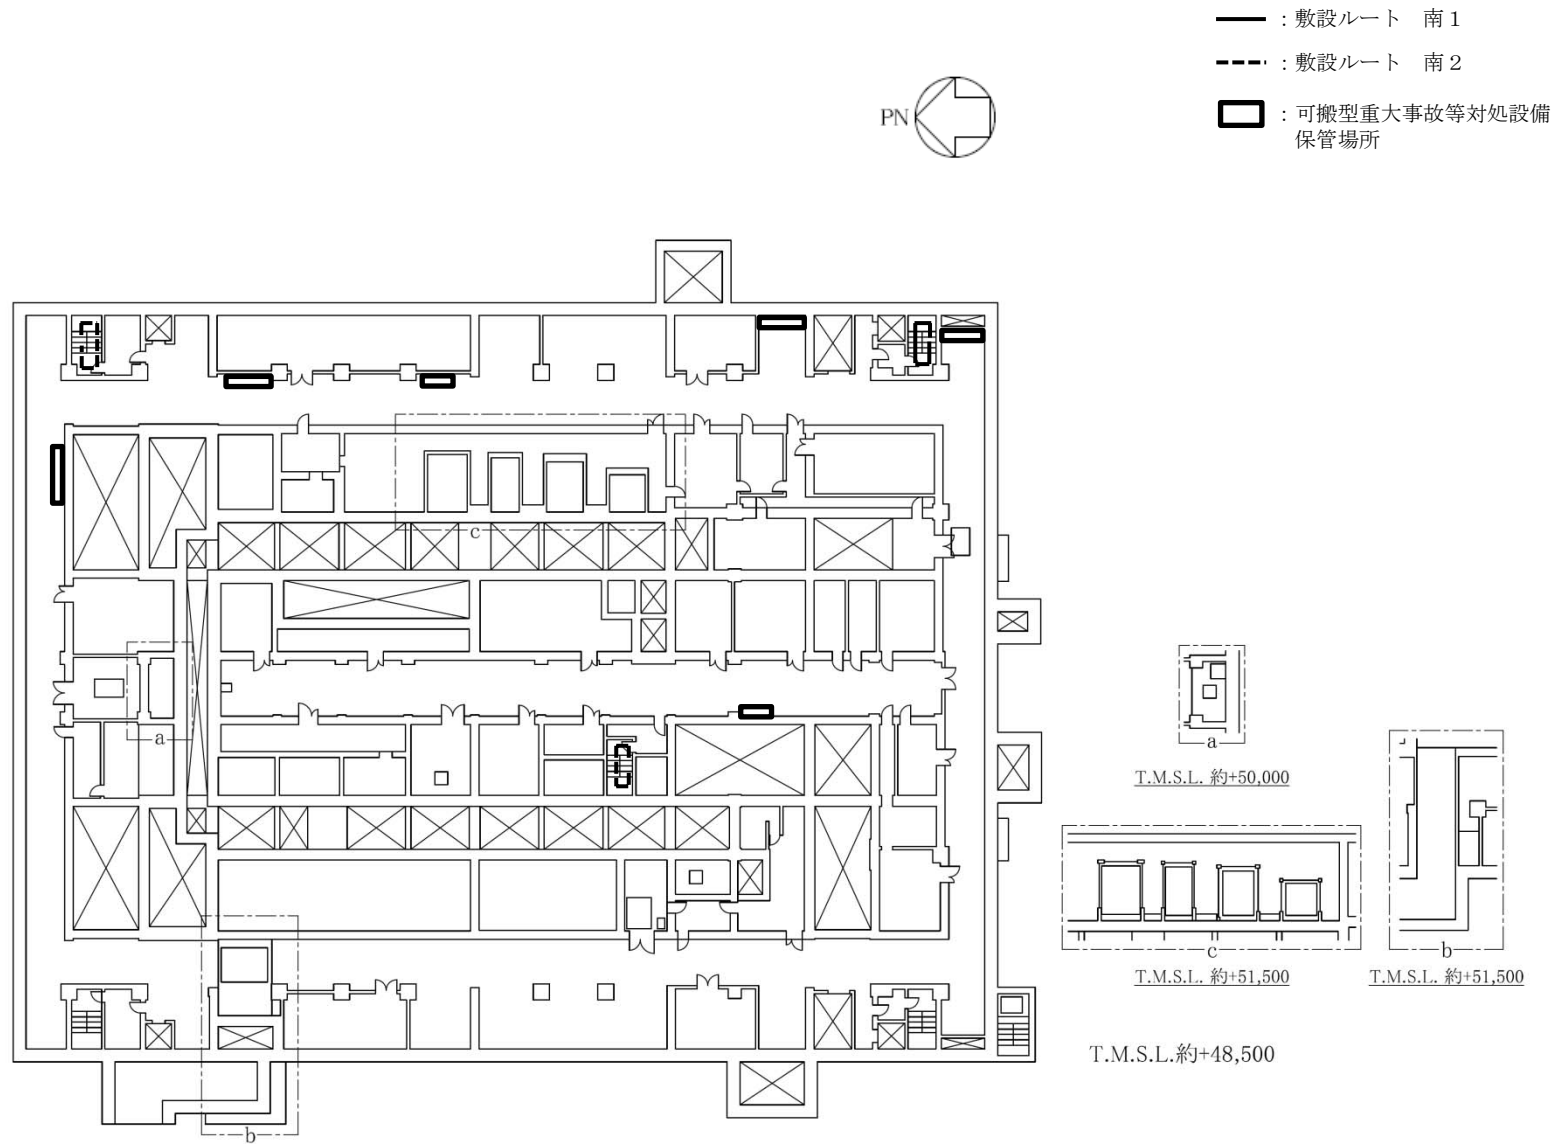 ：敷設ルート　南１
：敷設ルート　南２
：可搬型重大事故等対処設備
保管場所
PN
c
a
b
a
T.M.S.L. 約+50,000
c
T.M.S.L. 約+51,500
b
T.M.S.L. 約+51,500
T.M.S.L.約+48,500